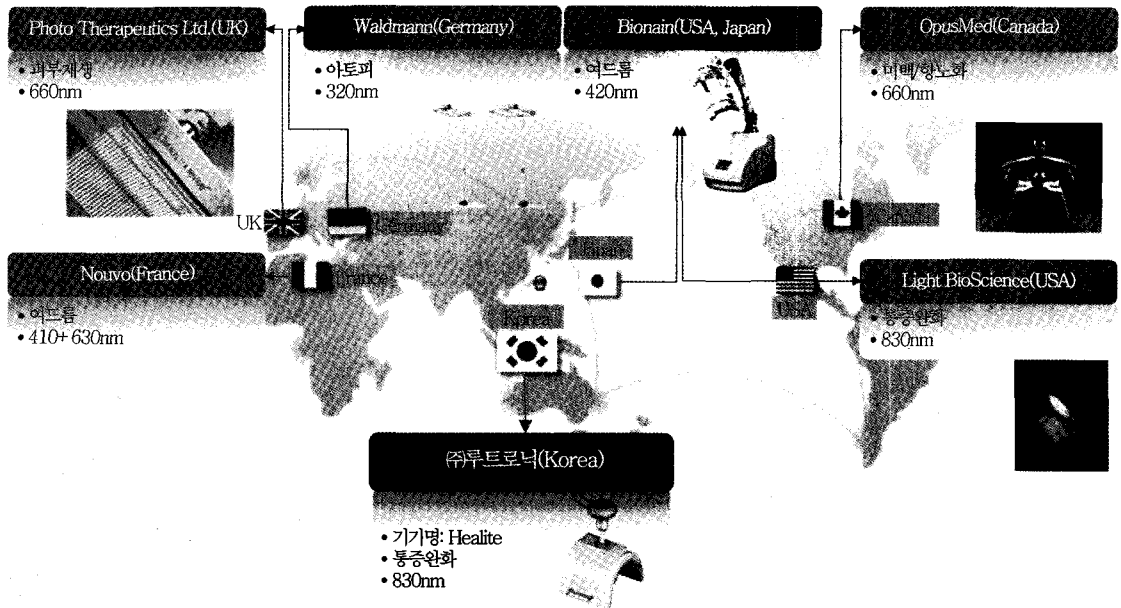 Photo Therapeutics Ltd.(UK)
• 피부재생
• 660nm
Waldmann(Germany)
• 아토피
• 320nm
Bionain(USA, Japan)
• 여드름
• 420nm
OpusMed(Canada)
• 미백/항노화
• 660nm
UK
Germany
Canada
Japan
Nouvo(France)
• 여드름
• 410+630nm
France
Korea
USA
Light BioScience(USA)
• 통증완화
• 830nm
㈜루트로닉(Korea)
• 기기명: Healite
• 통증완화
• 830nm